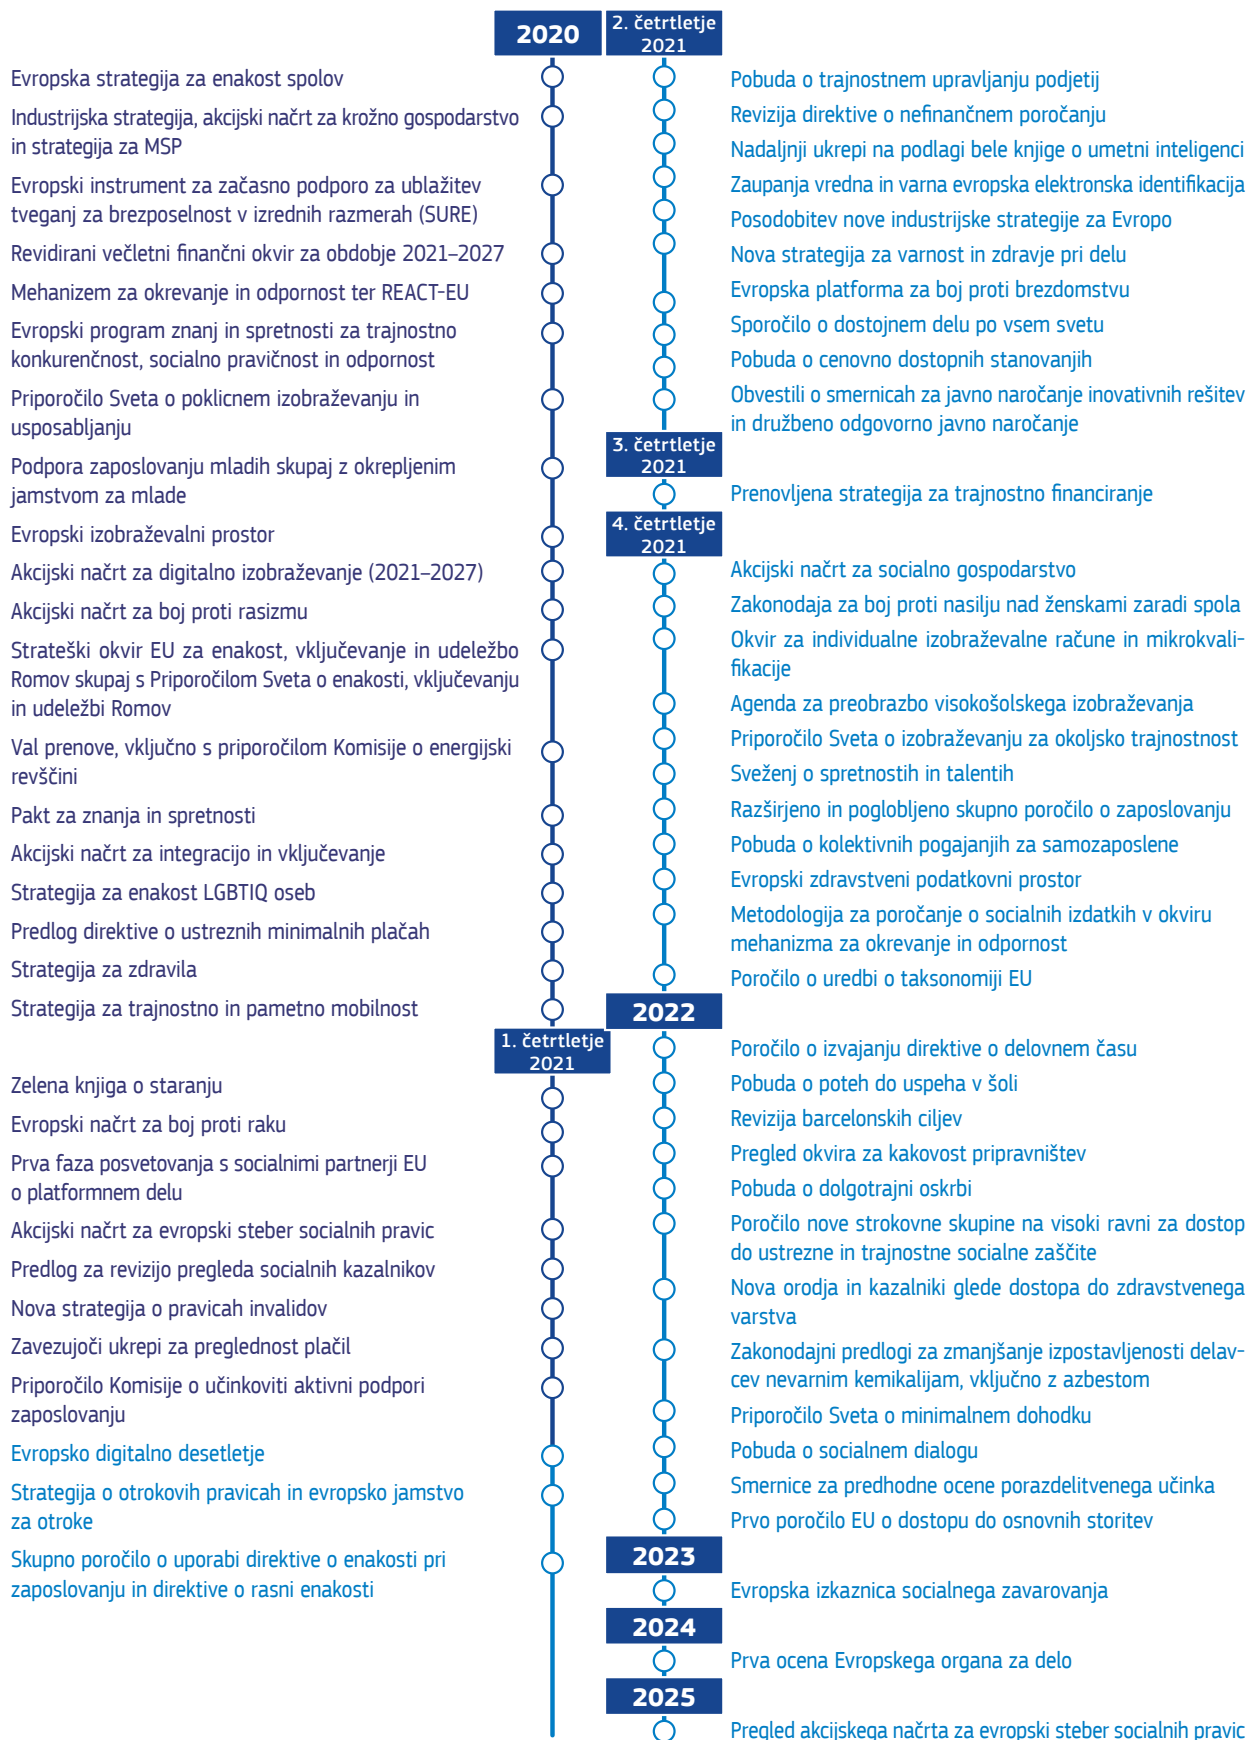 2020
Evropska strategija za enakost spolov
Industrijska strategija, akcijski načrt za krožno gospodarstvo
in strategija za MSP
Evropski instrument za začasno podporo za ublažitev
tveganj za brezposelnost v izrednih razmerah (SURE)
Revidirani večletni finančni okvir za obdobje 2021–2027
Mehanizem za okrevanje in odpornost ter REACT-EU
Evropski program znanj in spretnosti za trajnostno
konkurenčnost, socialno pravičnost in odpornost
Priporočilo Sveta o poklicnem izobraževanju in
usposabljanju
Podpora zaposlovanju mladih skupaj z okrepljenim
jamstvom za mlade
Evropski izobraževalni prostor
Akcijski načrt za digitalno izobraževanje (2021–2027)
Akcijski načrt za boj proti rasizmu
Strateški okvir EU za enakost, vključevanje in udeležbo
Romov skupaj s Priporočilom Sveta o enakosti, vključevanju
in udeležbi Romov
Val prenove, vključno s priporočilom Komisije o energijski
revščini
Pakt za znanja in spretnosti
Akcijski načrt za integracijo in vključevanje
Strategija za enakost LGBTIQ oseb
Predlog direktive o ustreznih minimalnih plačah
Strategija za zdravila
Strategija za trajnostno in pametno mobilnost
1. četrtletje
2021
Zelena knjiga o staranju
Evropski načrt za boj proti raku
Prva faza posvetovanja s socialnimi partnerji EU
o platformnem delu
Akcijski načrt za evropski steber socialnih pravic
Predlog za revizijo pregleda socialnih kazalnikov
Nova strategija o pravicah invalidov
Zavezujoči ukrepi za preglednost plačil
Priporočilo Komisije o učinkoviti aktivni podpori
zaposlovanju
Evropsko digitalno desetletje
Strategija o otrokovih pravicah in evropsko jamstvo
za otroke
Skupno poročilo o uporabi direktive o enakosti pri
zaposlovanju in direktive o rasni enakosti
2. četrtletje
2021
Pobuda o trajnostnem upravljanju podjetij
Revizija direktive o nefinančnem poročanju
Nadaljnji ukrepi na podlagi bele knjige o umetni inteligenci
Zaupanja vredna in varna evropska elektronska identifikacija
Posodobitev nove industrijske strategije za Evropo
Nova strategija za varnost in zdravje pri delu
Evropska platforma za boj proti brezdomstvu
Sporočilo o dostojnem delu po vsem svetu
Pobuda o cenovno dostopnih stanovanjih
Obvestili o smernicah za javno naročanje inovativnih rešitev
in družbeno odgovorno javno naročanje
3. četrtletje
2021
Prenovljena strategija za trajnostno financiranje
4. četrtletje
2021
Akcijski načrt za socialno gospodarstvo
Zakonodaja za boj proti nasilju nad ženskami zaradi spola
Okvir za individualne izobraževalne račune in mikrokvali-
fikacije
Agenda za preobrazbo visokošolskega izobraževanja
Priporočilo Sveta o izobraževanju za okoljsko trajnostnost
Sveženj o spretnostih in talentih
Razširjeno in poglobljeno skupno poročilo o zaposlovanju
Pobuda o kolektivnih pogajanjih za samozaposlene
Evropski zdravstveni podatkovni prostor
Metodologija za poročanje o socialnih izdatkih v okviru
mehanizma za okrevanje in odpornost
Poročilo o uredbi o taksonomiji EU
2022
Poročilo o izvajanju direktive o delovnem času
Pobuda o poteh do uspeha v šoli
Revizija barcelonskih ciljev
Pregled okvira za kakovost pripravništev
Pobuda o dolgotrajni oskrbi
Poročilo nove strokovne skupine na visoki ravni za dostop
do ustrezne in trajnostne socialne zaščite
Nova orodja in kazalniki glede dostopa do zdravstvenega
varstva
Zakonodajni predlogi za zmanjšanje izpostavljenosti delav-
cev nevarnim kemikalijam, vključno z azbestom
Priporočilo Sveta o minimalnem dohodku
Pobuda o socialnem dialogu
Smernice za predhodne ocene porazdelitvenega učinka
Prvo poročilo EU o dostopu do osnovnih storitev
2023
Evropska izkaznica socialnega zavarovanja
2024
Prva ocena Evropskega organa za delo
2025
Pregled akcijskega načrta za evropski steber socialnih pravic